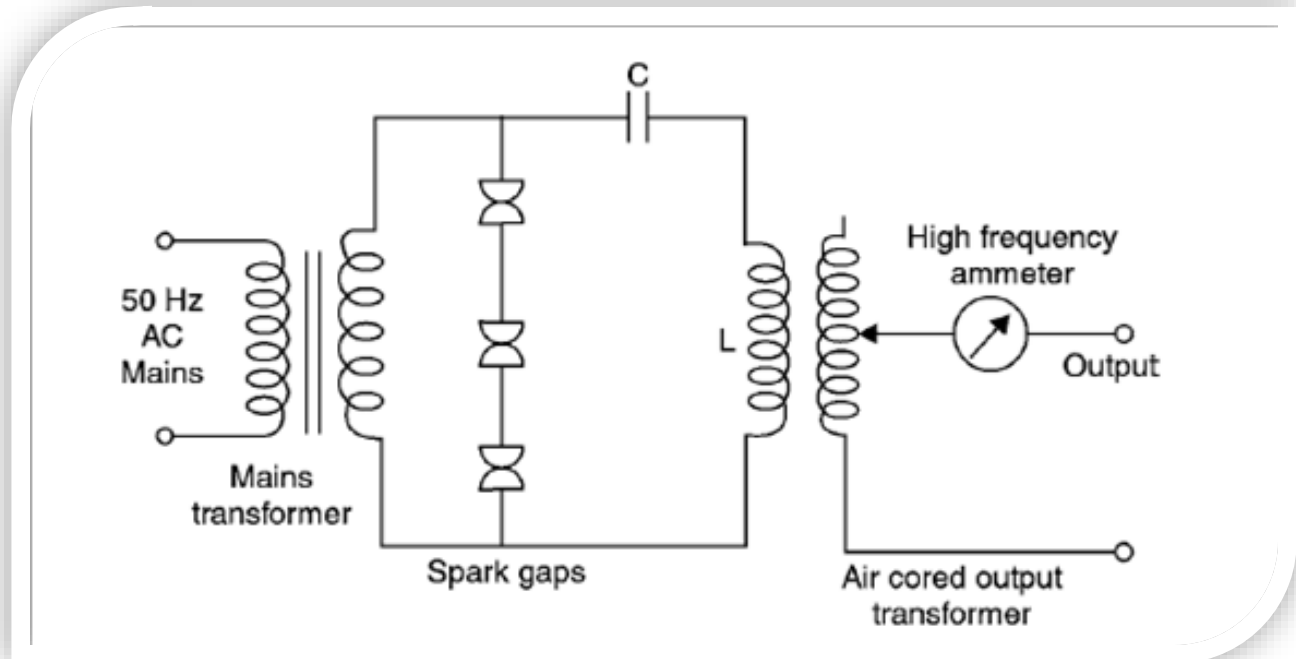 C
50 Hz
AC
Mains
Mains
transformer
Spark gaps
L
High frequency
ammeter
Output
Air cored output
transformer